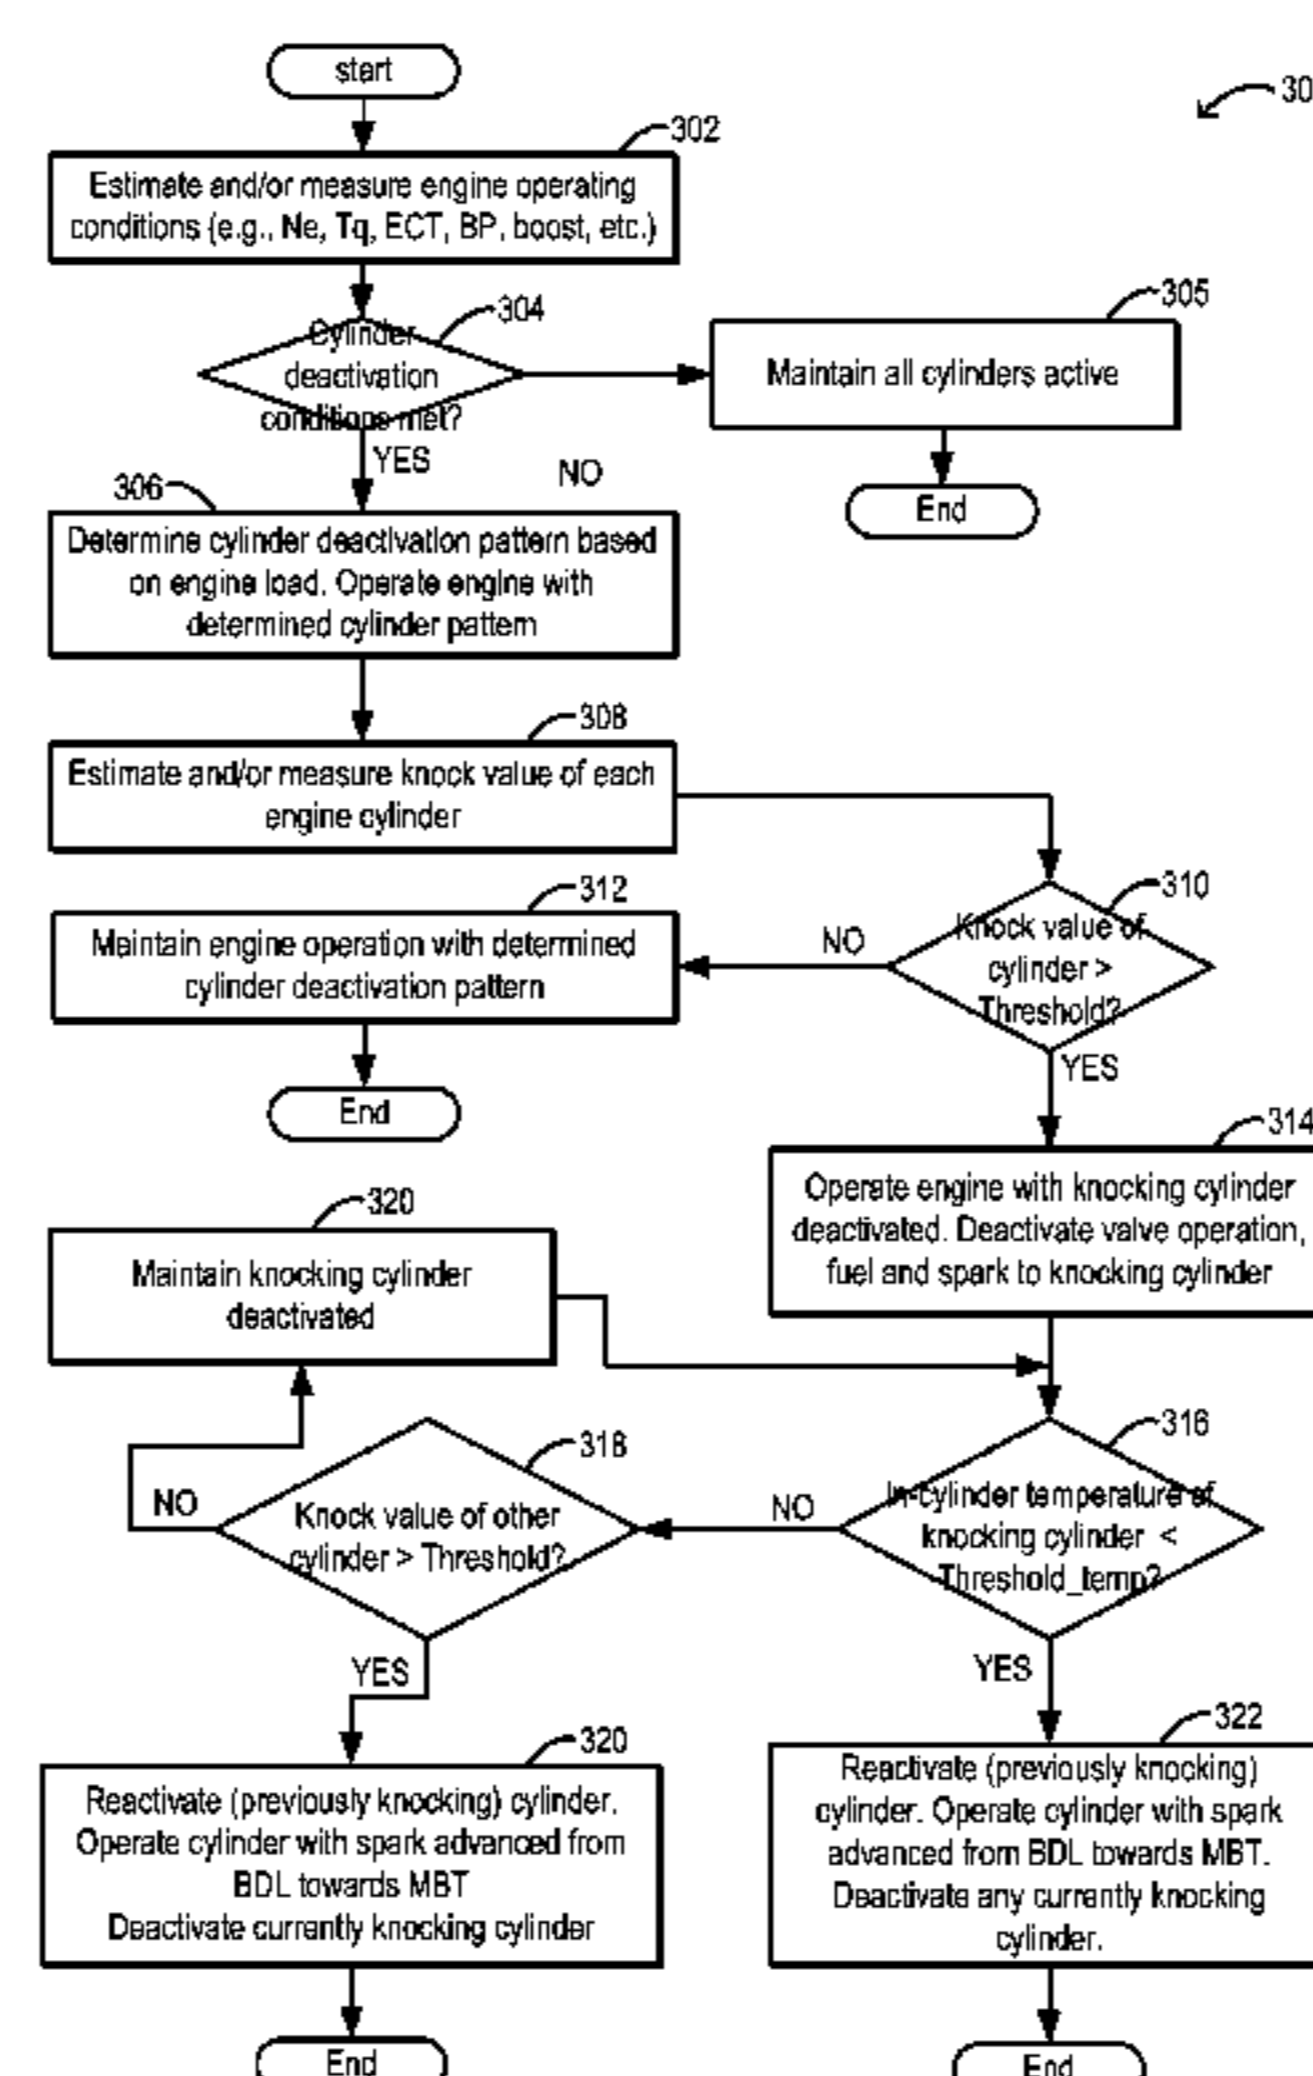 start
30
302
Estimate and/or measure engine operating
conditions (e.g., Ne, Tq, ECT, BP, boost, etc.)
304
Cylinder
deactivation
conditions met?
305
Maintain all cylinders active
YES
NO
End
306
Determine cylinder deactivation pattern based
on engine load. Operate engine with
determined cylinder pattern
308
Estimate and/or measure knock value of each
engine cylinder
310
Knock value of
cylinder >
Threshold?
NO
312
Maintain engine operation with determined
cylinder deactivation pattern
End
YES
314
Operate engine with knocking cylinder
deactivated. Deactivate valve operation,
fuel and spark to knocking cylinder
320
Maintain knocking cylinder
deactivated
316
In-cylinder temperature of
knocking cylinder <
Threshold_temp?
NO
318
Knock value of other
cylinder > Threshold?
NO
YES
320
Reactivate (previously knocking) cylinder.
Operate cylinder with spark advanced from
BDL towards MBT
Deactivate currently knocking cylinder
End
YES
322
Reactivate (previously knocking)
cylinder. Operate cylinder with spark
advanced from BDL towards MBT.
Deactivate any currently knocking
cylinder.
End